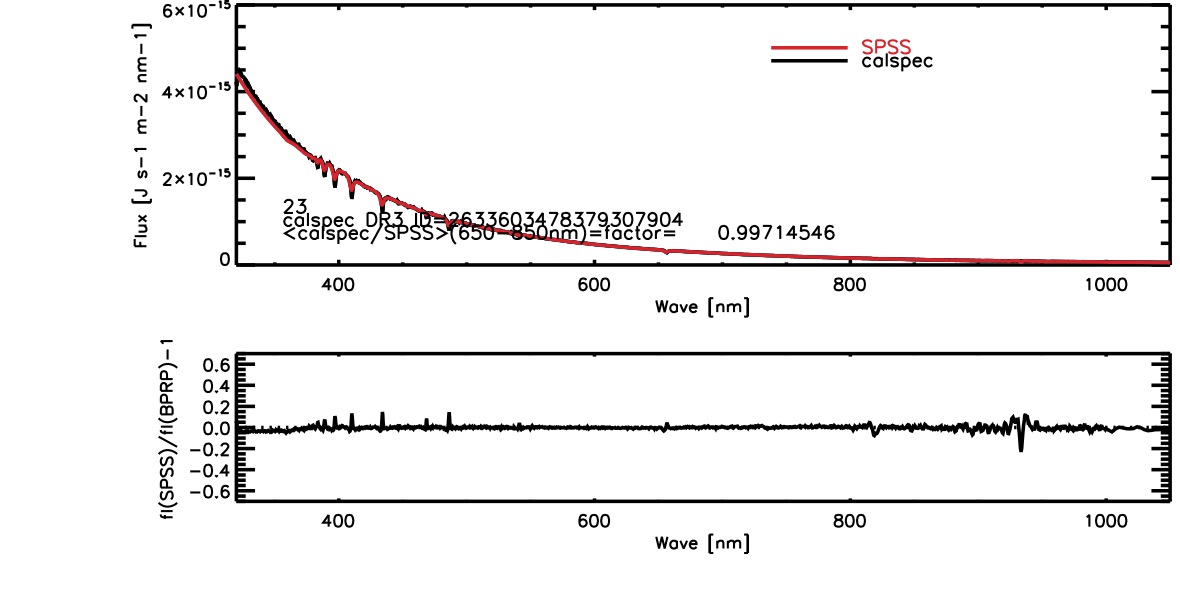 6×10−15
4×10−15
2×10−15
0
Flux [J s−1 m−2 nm−1]
SPSS
calspec
23
calspec DR3 ID=2633603478379307904
<calspec/SPSS>(650−850nm)=factor= 0.99714546
400 600 800 1000
Wave [nm]
0.6
0.4
0.2
0.0
−0.2
−0.4
−0.6
fl(SPSS)/fl(BPRP)−1
400 600 800 1000
Wave [nm]